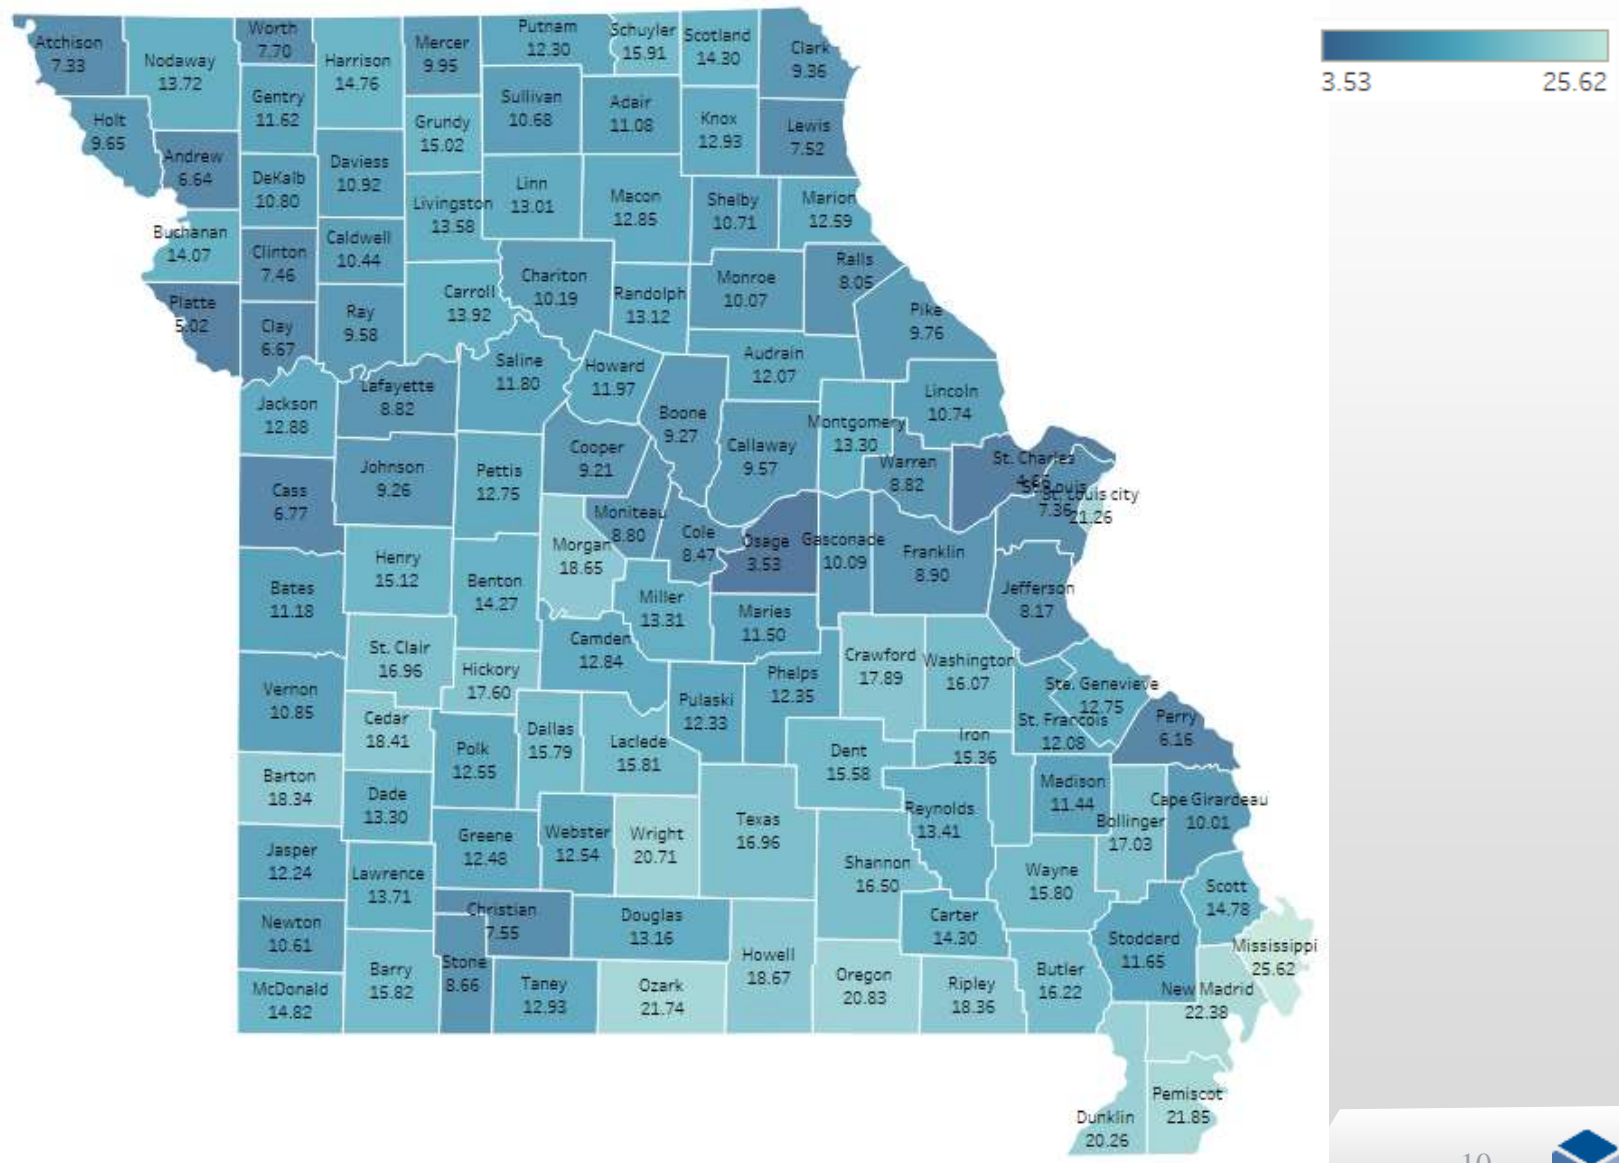 Atchison
7.33
Nodaway
13.72
Worth
7.70
Harrison
14.76
Mercer
9.95
Putnam
12.30
Schuyler
15.91
Scotland
14.30
Clark
9.36
3.53
25.62
Holt
9.65
Andrew
6.64
Gentry
11.62
DeKalb
10.80
Daviess
10.92
Grundy
15.02
Sullivan
10.68
Adair
11.08
Knox
12.93
Lewis
7.52
Buchanan
14.07
Clinton
7.46
Caldwell
10.44
Livingston
13.58
Linn
13.01
Macon
12.85
Shelby
10.71
Marion
12.59
Platte
5.02
Clay
6.67
Ray
9.58
Carroll
13.92
Chariton
10.19
Randolph
13.12
Monroe
10.07
Ralls
8.05
Pike
9.76
Jackson
12.88
Lafayette
8.82
Saline
11.80
Howard
11.97
Boone
9.27
Audrain
12.07
Callaway
9.57
Montgomery
13.30
Lincoln
10.74
Warren
8.82
St. Charles
St. Louis
7.36
St. Louis city
21.26
Cass
6.77
Johnson
9.26
Pettis
12.75
Cooper
9.21
Moniteau
8.80
Cole
8.47
Osage
3.53
Gasconade
10.09
Franklin
8.90
Jefferson
8.17
Bates
11.18
Henry
15.12
Benton
14.27
Morgan
18.65
Miller
13.31
Maries
11.50
Camden
12.84
Vernon
10.85
St. Clair
16.96
Hickory
17.60
Pulaski
12.33
Phelps
12.35
Crawford
17.89
Washington
16.07
Ste. Genevieve
12.75
St. Francois
12.08
Perry
6.16
Cedar
18.41
Polk
12.55
Dallas
15.79
Laclede
15.81
Dent
15.58
Iron
15.36
Madison
11.44
Bollinger
17.03
Cape Girardeau
10.01
Barton
18.34
Dade
13.30
Greene
12.48
Webster
12.54
Wright
20.71
Texas
16.96
Shannon
16.50
Reynolds
13.41
Wayne
15.80
Scott
14.78
Jasper
12.24
Lawrence
13.71
Christian
7.55
Douglas
13.16
Howell
18.67
Carter
14.30
Stoddard
11.65
Mississippi
25.62
Newton
10.61
McDonald
14.82
Barry
15.82
Stone
8.66
Taney
12.93
Ozark
21.74
Oregon
20.83
Ripley
18.36
Butler
16.22
New Madrid
22.38
Dunklin
20.26
Pemiscot
21.85
10